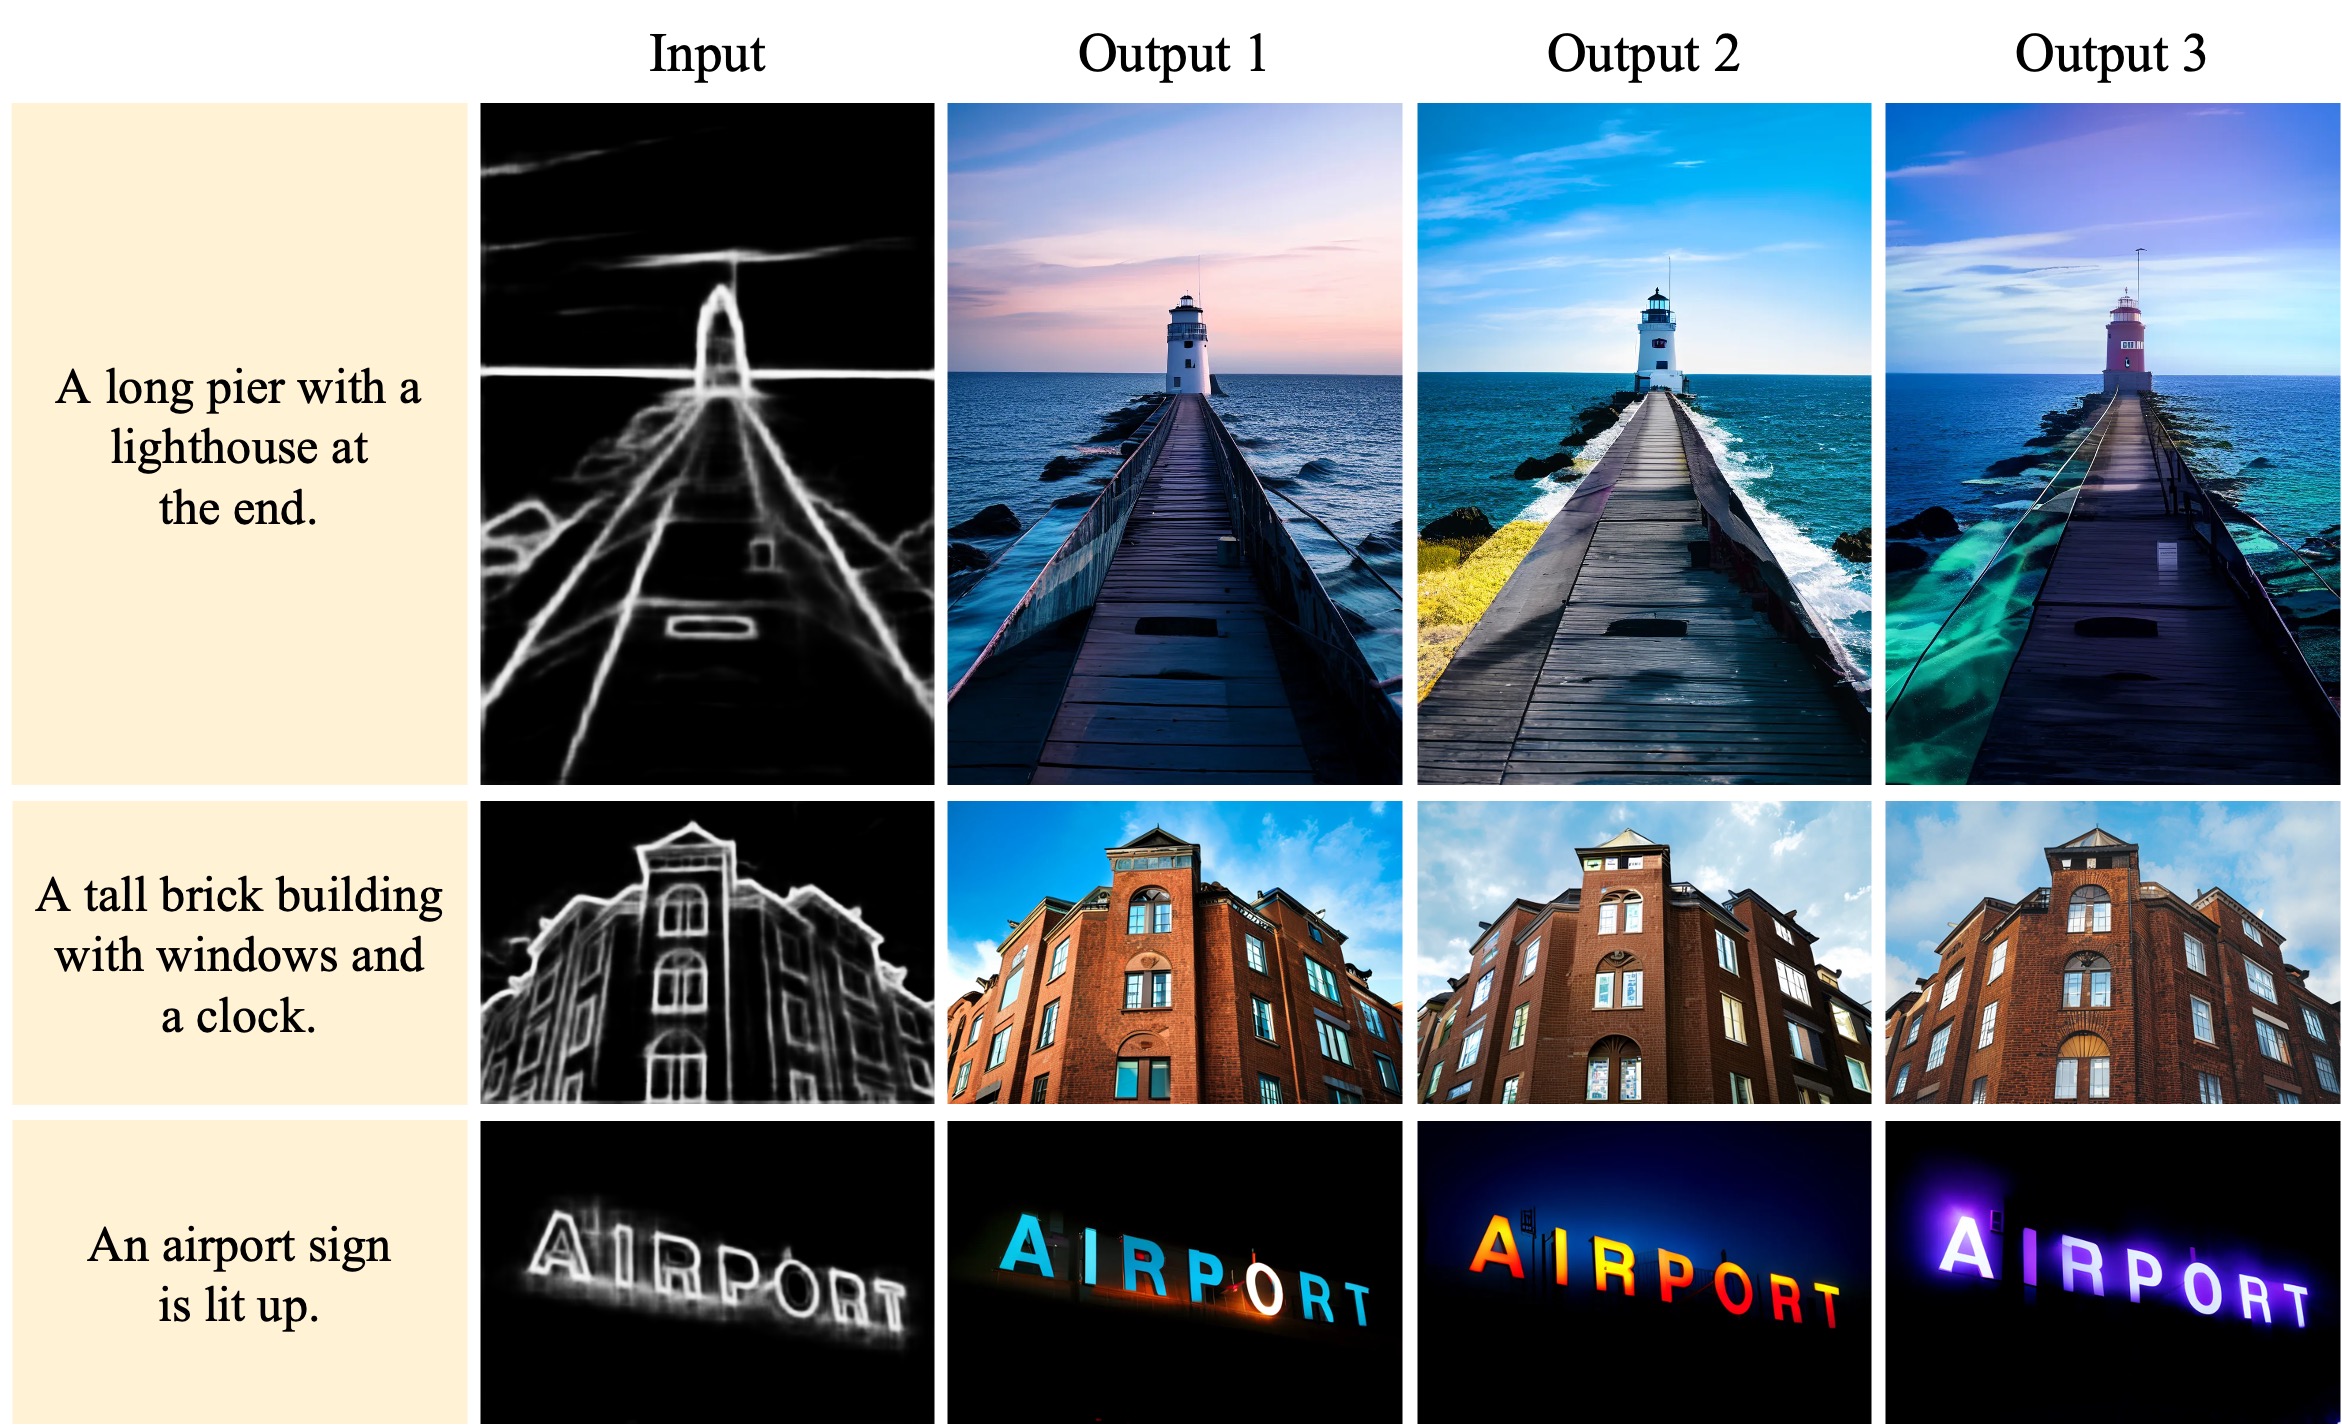 Input Output 1 Output 2 Output 3
A long pier with a
lighthouse at
the end.
A tall brick building
with windows and
a clock.
An airport sign
is lit up.
AIRPORT AIRPORT AIRPORT AIRPORT